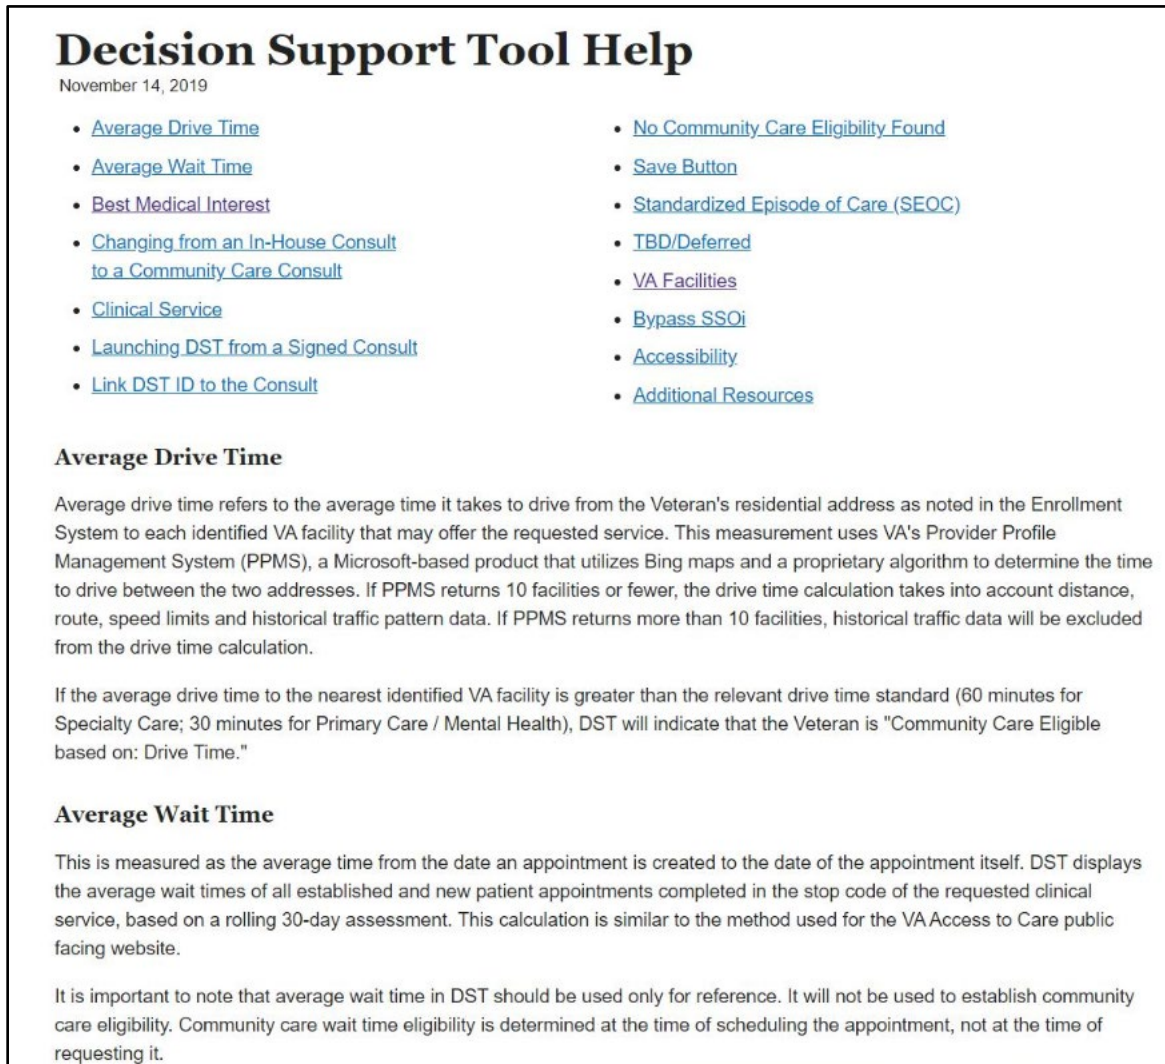 Decision Support Tool Help
November 14, 2019
• Average Drive Time
• Average Wait Time
• Best Medical Interest
• Changing from an In-House Consult
to a Community Care Consult
• Clinical Service
• Launching DST from a Signed Consult
• Link DST ID to the Consult
• No Community Care Eligibility Found
• Save Button
• Standardized Episode of Care (SEOC)
• TBD/Deferred
• VA Facilities
• Bypass SSOi
• Accessibility
• Additional Resources
Average Drive Time
Average drive time refers to the average time it takes to drive from the Veteran's residential address as noted in the Enrollment
System to each identified VA facility that may offer the requested service. This measurement uses VA's Provider Profile
Management System (PPMS), a Microsoft-based product that utilizes Bing maps and a proprietary algorithm to determine the time
to drive between the two addresses. If PPMS returns 10 facilities or fewer, the drive time calculation takes into account distance,
route, speed limits and historical traffic pattern data. If PPMS returns more than 10 facilities, historical traffic data will be excluded
from the drive time calculation.
If the average drive time to the nearest identified VA facility is greater than the relevant drive time standard (60 minutes for
Specialty Care; 30 minutes for Primary Care / Mental Health), DST will indicate that the Veteran is "Community Care Eligible
based on: Drive Time."
Average Wait Time
This is measured as the average time from the date an appointment is created to the date of the appointment itself. DST displays
the average wait times of all established and new patient appointments completed in the stop code of the requested clinical
service, based on a rolling 30-day assessment. This calculation is similar to the method used for the VA Access to Care public
facing website.
It is important to note that average wait time in DST should be used only for reference. It will not be used to establish community
care eligibility. Community care wait time eligibility is determined at the time of scheduling the appointment, not at the time of
requesting it.